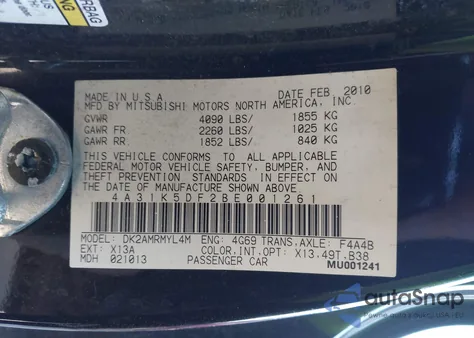 AIRBAG
MADE IN U S A DATE FEB, 2010
MFD BY MITSUBISHI MOTORS NORTH AMERICA, INC.
GVWR 4090 LBS/ 1855 KG
GAWR FR 2260 LBS/ 1025 KG
GAWR RR. 1852 LBS/ 840 KG
THIS VEHICLE CONFORMS TO ALL APPLICABLE
FEDERAL MOTOR VEHICLE SAFETY, BUMPER, AND
THEFT PREVENTION STANDARDS IN EFFECT ON THE
DATE OF MANUFACTURE SHOWN ABOVE.
4A31K5DF2BE001261
MODEL: DK2AMRMYL4M ENG: 4G69 TRANS.AXLE: F4A4B
EXT: X13A COLOR.INT.OPT: X13.49T.B38
MDH 021013 PASSENGER CAR MU001241
autoSnap